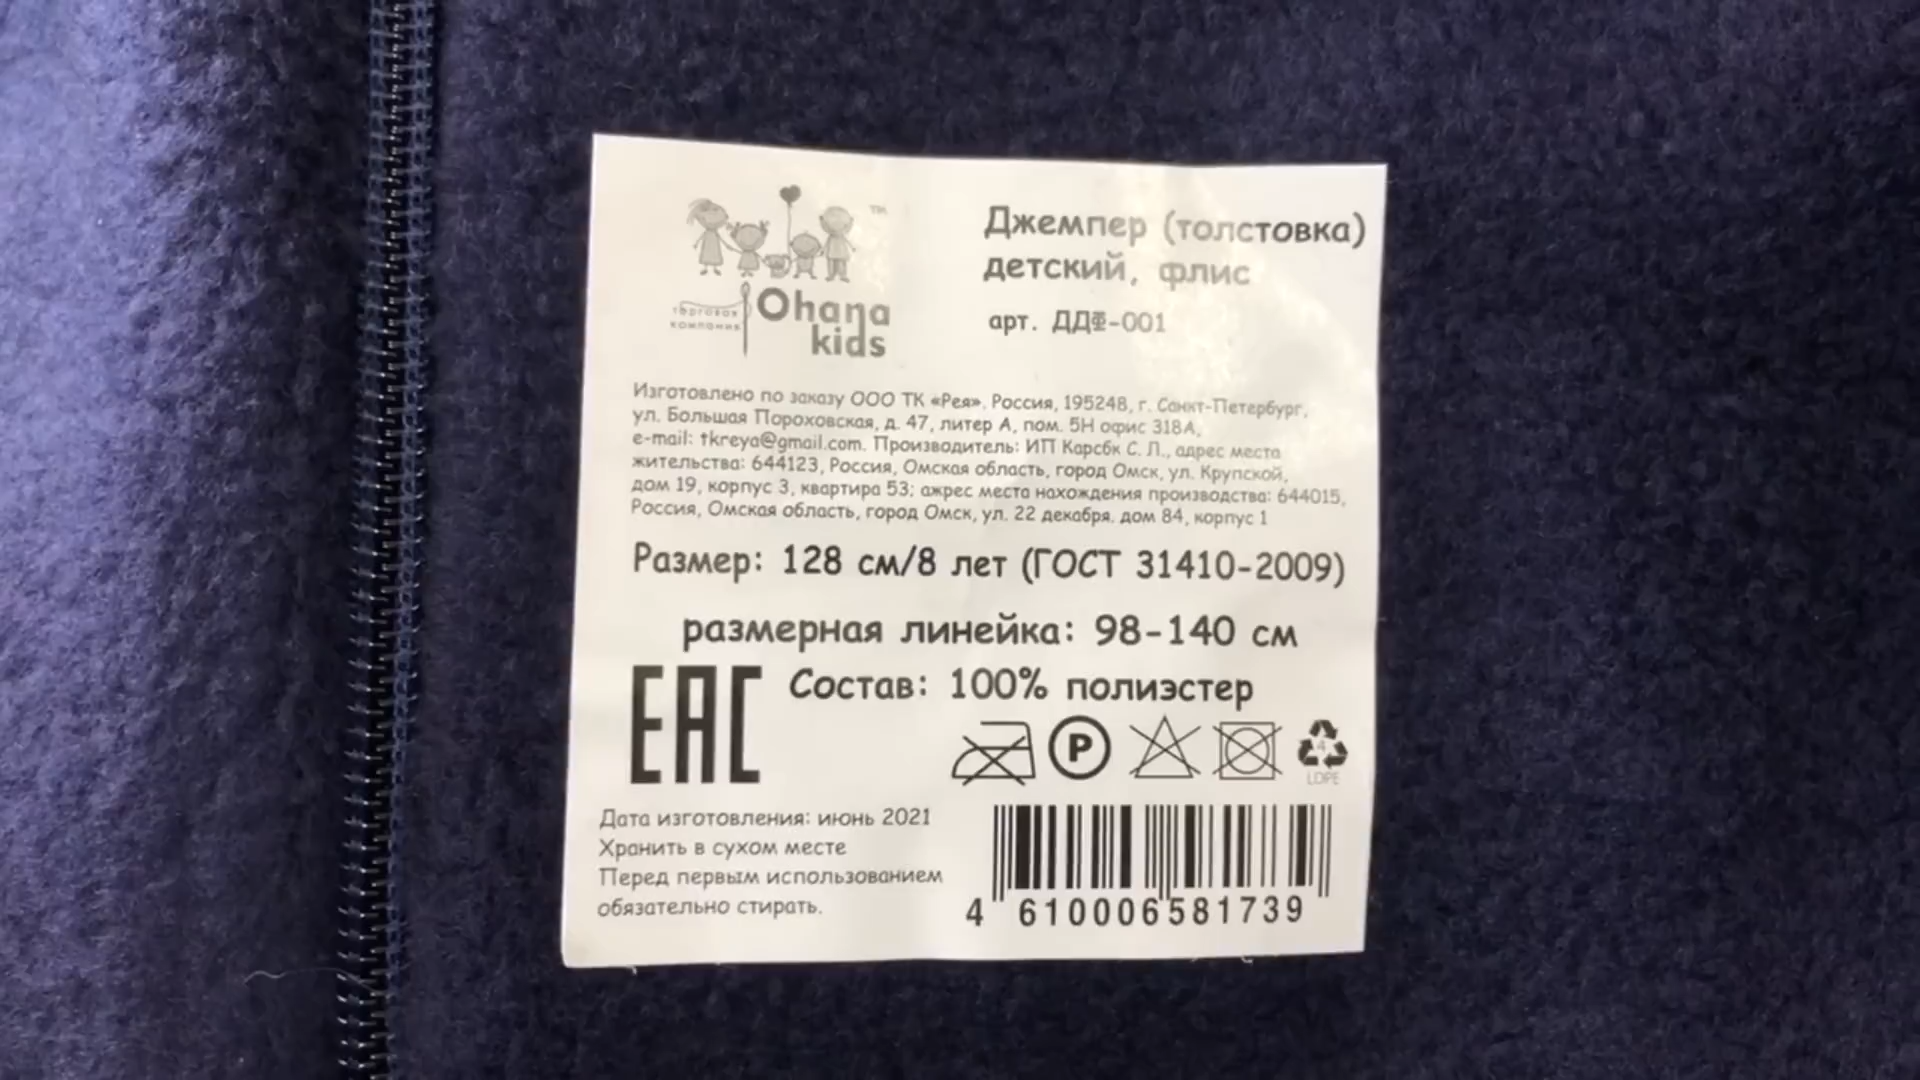 TM
торговая
компания
Ohana
kids
Джемпер (толстовка)
детский, флис
арт. ДДФ-001
Изготовлено по заказу ООО ТК «Рея». Россия, 195248, г. Санкт-Петербург,
ул. Большая Пороховская, д. 47, литер А, пом. 5Н офис 318А,
e-mail: tkreya@gmail.com. Производитель: ИП Карсбк С. Л., адрес места
жительства: 644123, Россия, Омская область, город Омск, ул. Крупской,
дом 19, корпус 3, квартира 53; ажрес места нахождения производства: 644015,
Россия, Омская область, город Омск, ул. 22 декабря. дом 84, корпус 1
Размер: 128 см/8 лет (ГОСТ 31410-2009)
размерная линейка: 98-140 см
EAC
Состав: 100% полиэстер
P
4
LDPE
Дата изготовления: июнь 2021
Хранить в сухом месте
Перед первым использованием
обязательно стирать.
4 610006 581739